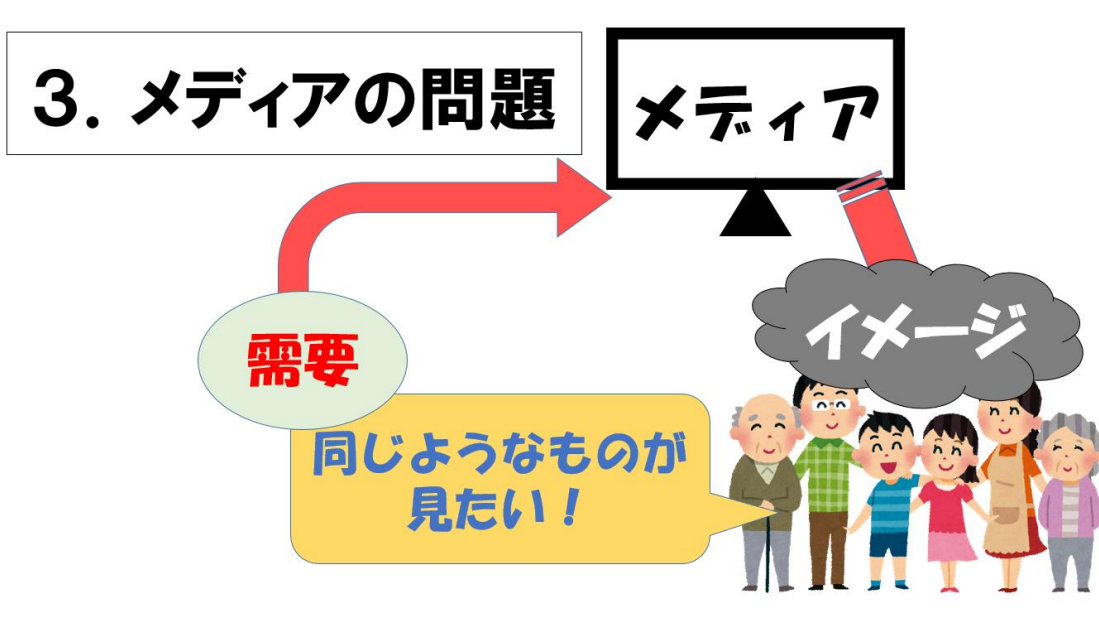 3. メディアの問題
メディア
イメージ
需要
同じようなものが
見たい！